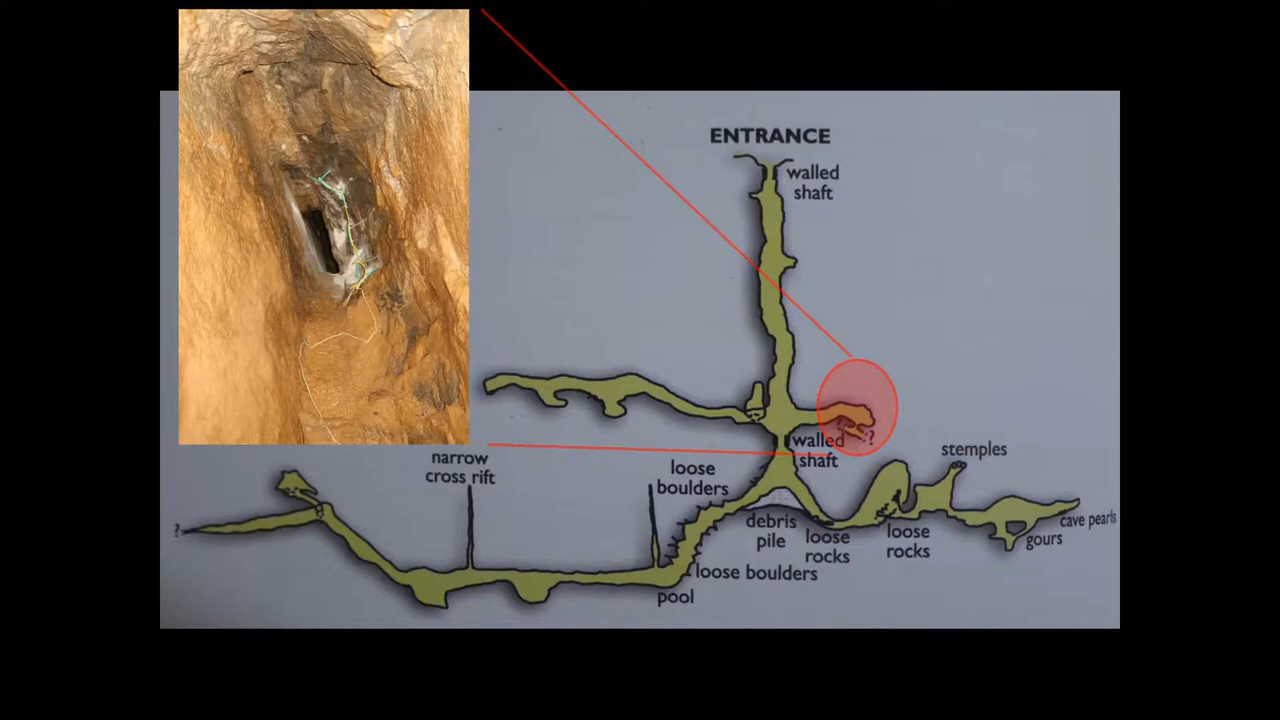 ENTRANCE
walled
shaft
walled
shaft
?
stemples
narrow
cross rift
loose
boulders
debris
pile
loose
rocks
loose
rocks
cave pearls
gours
?
loose boulders
pool